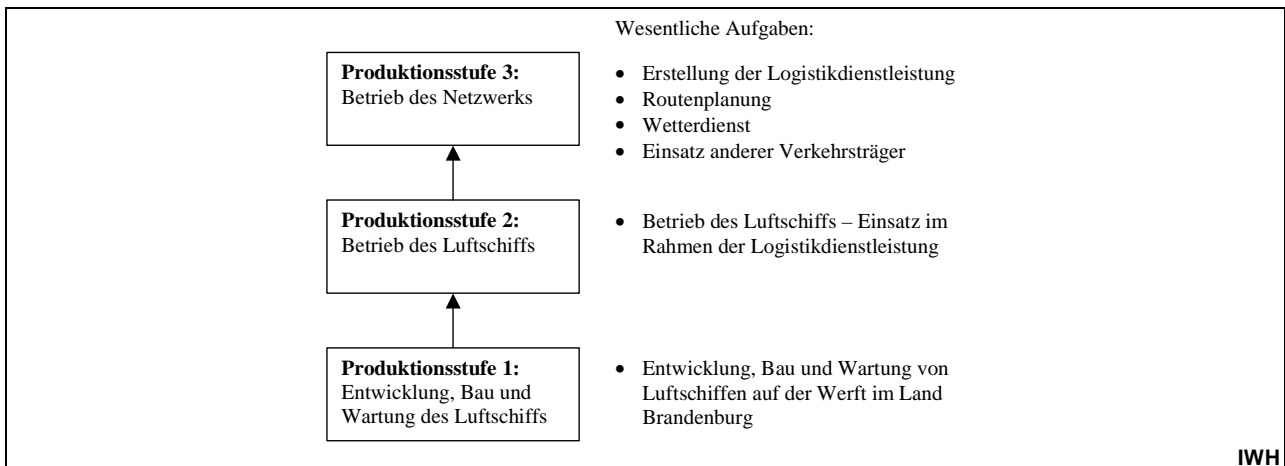 Wesentliche Aufgaben:
Produktionsstufe 3:
Betrieb des Netzwerks
• Erstellung der Logistikdienstleistung
• Routenplanung
• Wetterdienst
• Einsatz anderer Verkehrsträger
Produktionsstufe 2:
Betrieb des Luftschiffs
• Betrieb des Luftschiffs – Einsatz im
Rahmen der Logistikdienstleistung
Produktionsstufe 1:
Entwicklung, Bau und
Wartung des Luftschiffs
• Entwicklung, Bau und Wartung von
Luftschiffen auf der Werft im Land
Brandenburg
IWH